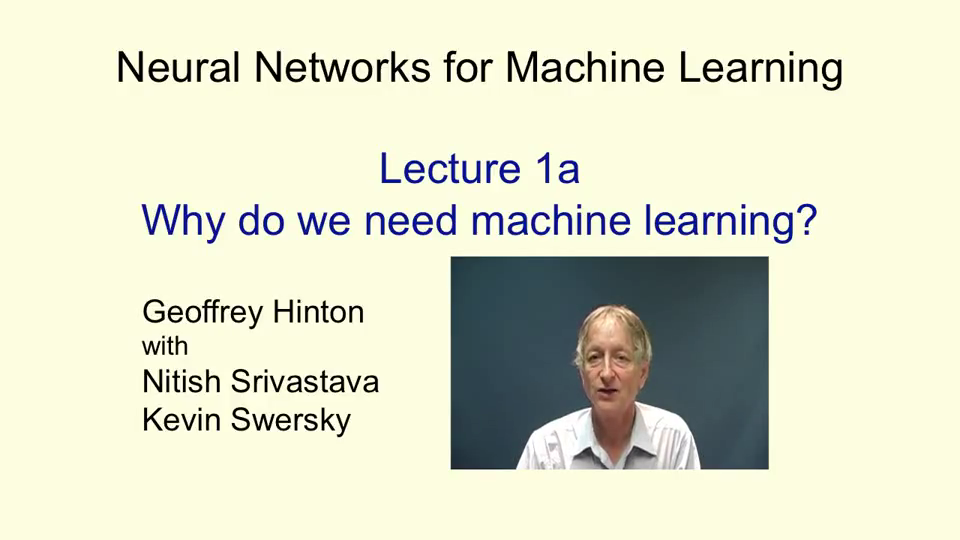 Neural Networks for Machine Learning
Lecture 1a
Why do we need machine learning?
Geoffrey Hinton
with
Nitish Srivastava
Kevin Swersky